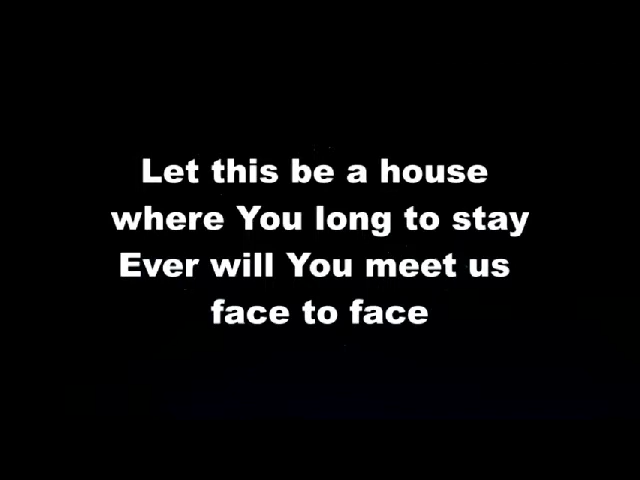 Let this be a house
where You long to stay
Ever will You meet us
face to face